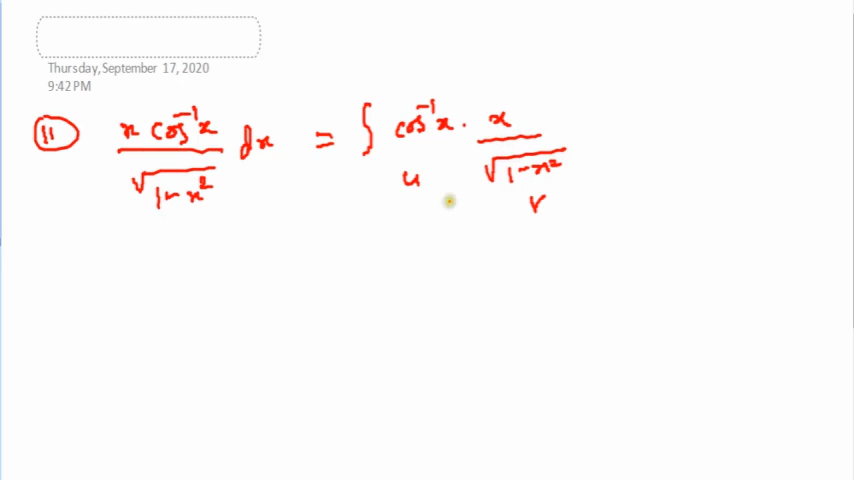 Thursday, September 17, 2020
9:42 PM
(11) x cos⁻¹x / √(1-x²) dx = ∫ cos⁻¹x · x / √(1-x²)
u v